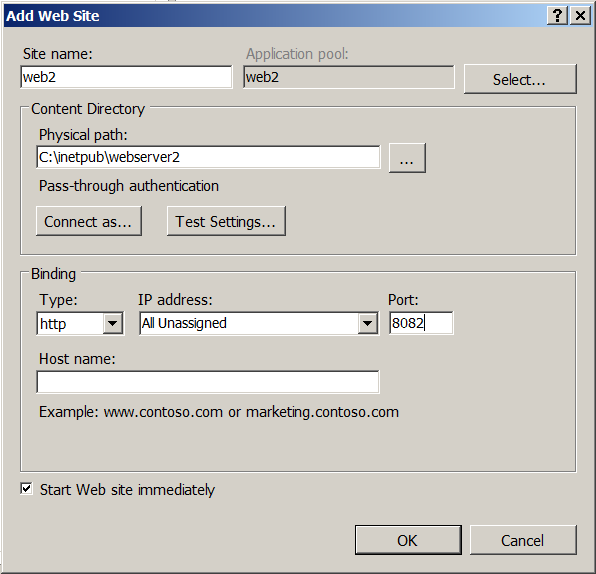 Add Web Site
Site name: Application pool:
web2 web2 Select...
Content Directory
Physical path:
C:\inetpub\webserver2 ...
Pass-through authentication
Connect as... Test Settings...
Binding
Type: IP address: Port:
http All Unassigned 8082
Host name:
Example: www.contoso.com or marketing.contoso.com
Start Web site immediately
OK Cancel